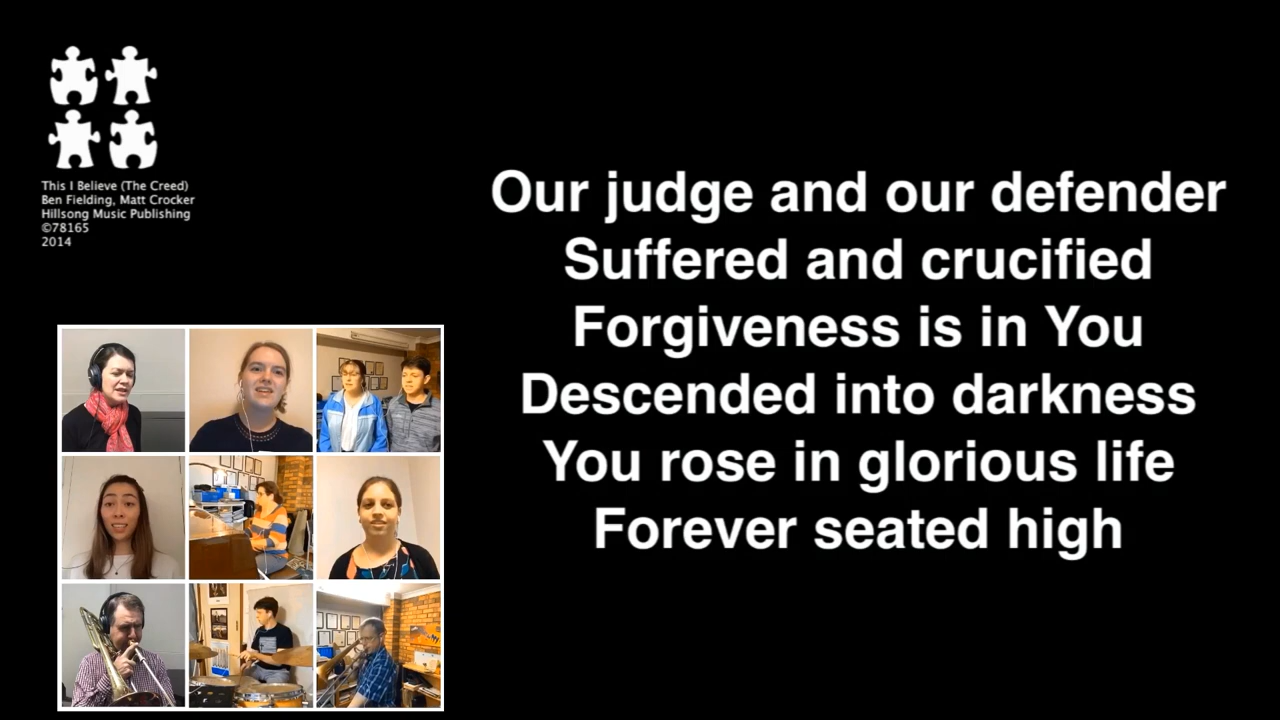 This I Believe (The Creed)
Ben Fielding, Matt Crocker
Hillsong Music Publishing
©78165
2014
Our judge and our defender
Suffered and crucified
Forgiveness is in You
Descended into darkness
You rose in glorious life
Forever seated high